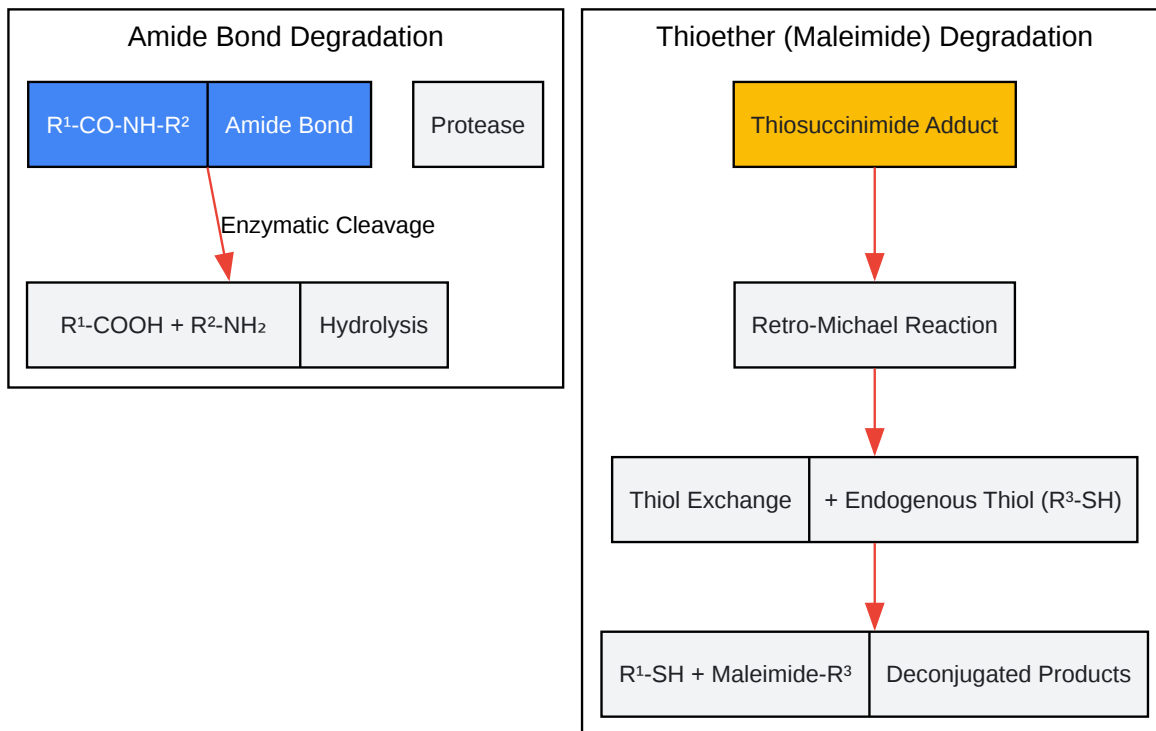 Amide Bond Degradation
R¹-CO-NH-R²
Amide Bond
Protease
Enzymatic Cleavage
R¹-COOH + R²-NH₂
Hydrolysis
Thioether (Maleimide) Degradation
Thiosuccinimide Adduct
Retro-Michael Reaction
Thiol Exchange
+ Endogenous Thiol (R³-SH)
R¹-SH + Maleimide-R³
Deconjugated Products